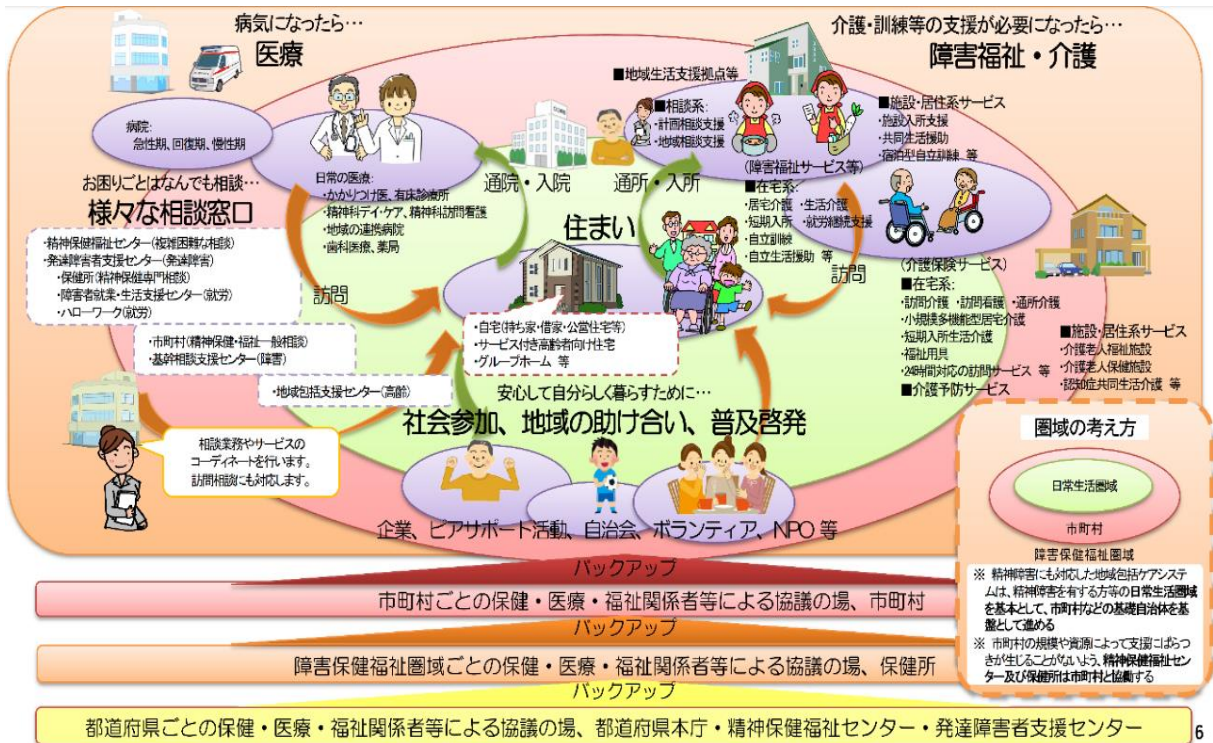 病気になったら…
医療
病院:
急性期、回復期、慢性期
日常の医療:
・かかりつけ医、有床診療所
・精神科デイ・ケア、精神科訪問看護
・地域の連携病院
・歯科医療、薬局
通院・入院
通所・入所
介護・訓練等の支援が必要になったら…
障害福祉・介護
■地域生活支援拠点等
■相談系
・計画相談支援
・地域相談支援
■施設・居住系サービス
・施設入所支援
・共同生活援助
・宿泊型自立訓練 等
(障害福祉サービス等)
■在宅系:
・居宅介護 ・生活介護
・短期入所 ・就労継続支援
・自立訓練
・自立生活援助 等
訪問
(介護保険サービス)
■在宅系:
・訪問介護 ・訪問看護 ・通所介護
・小規模多機能型居宅介護
・短期入所生活介護
・福祉用具
・24時間対応の訪問サービス 等
■介護予防サービス
■施設・居住系サービス
・介護老人福祉施設
・介護老人保健施設
・認知症共同生活介護 等
お困りごとはなんでも相談…
様々な相談窓口
・精神保健福祉センター(複雑困難な相談)
・発達障害者支援センター(発達障害)
・保健所(精神保健専門相談)
・障害者就業・生活支援センター(就労)
・ハローワーク(就労)
訪問
・市町村(精神保健・福祉一般相談)
・基幹相談支援センター(障害)
・地域包括支援センター(高齢)
相談業務やサービスの
コーディネートを行います。
訪問相談にも対応します。
住まい
・自宅(持ち家・借家・公営住宅等)
・サービス付き高齢者向け住宅
・グループホーム 等
安心して自分らしく暮らすために…
社会参加、地域の助け合い、普及啓発
企業、ピアサポート活動、自治会、ボランティア、NPO 等
圏域の考え方
日常生活圏域
市町村
障害保健福祉圏域
※ 精神障害にも対応した地域包括ケアシステ
ムは、精神障害を有する方等の日常生活圏域
を基本として、市町村などの基礎自治体を基
盤として進める
※ 市町村の規模や資源によって支援にばらつ
きが生じることがないよう、精神保健福祉セン
ター及び保健所は市町村と協働する
バックアップ
市町村ごとの保健・医療・福祉関係者等による協議の場、市町村
バックアップ
障害保健福祉圏域ごとの保健・医療・福祉関係者等による協議の場、保健所
バックアップ
都道府県ごとの保健・医療・福祉関係者等による協議の場、都道府県本庁・精神保健福祉センター・発達障害者支援センター
6